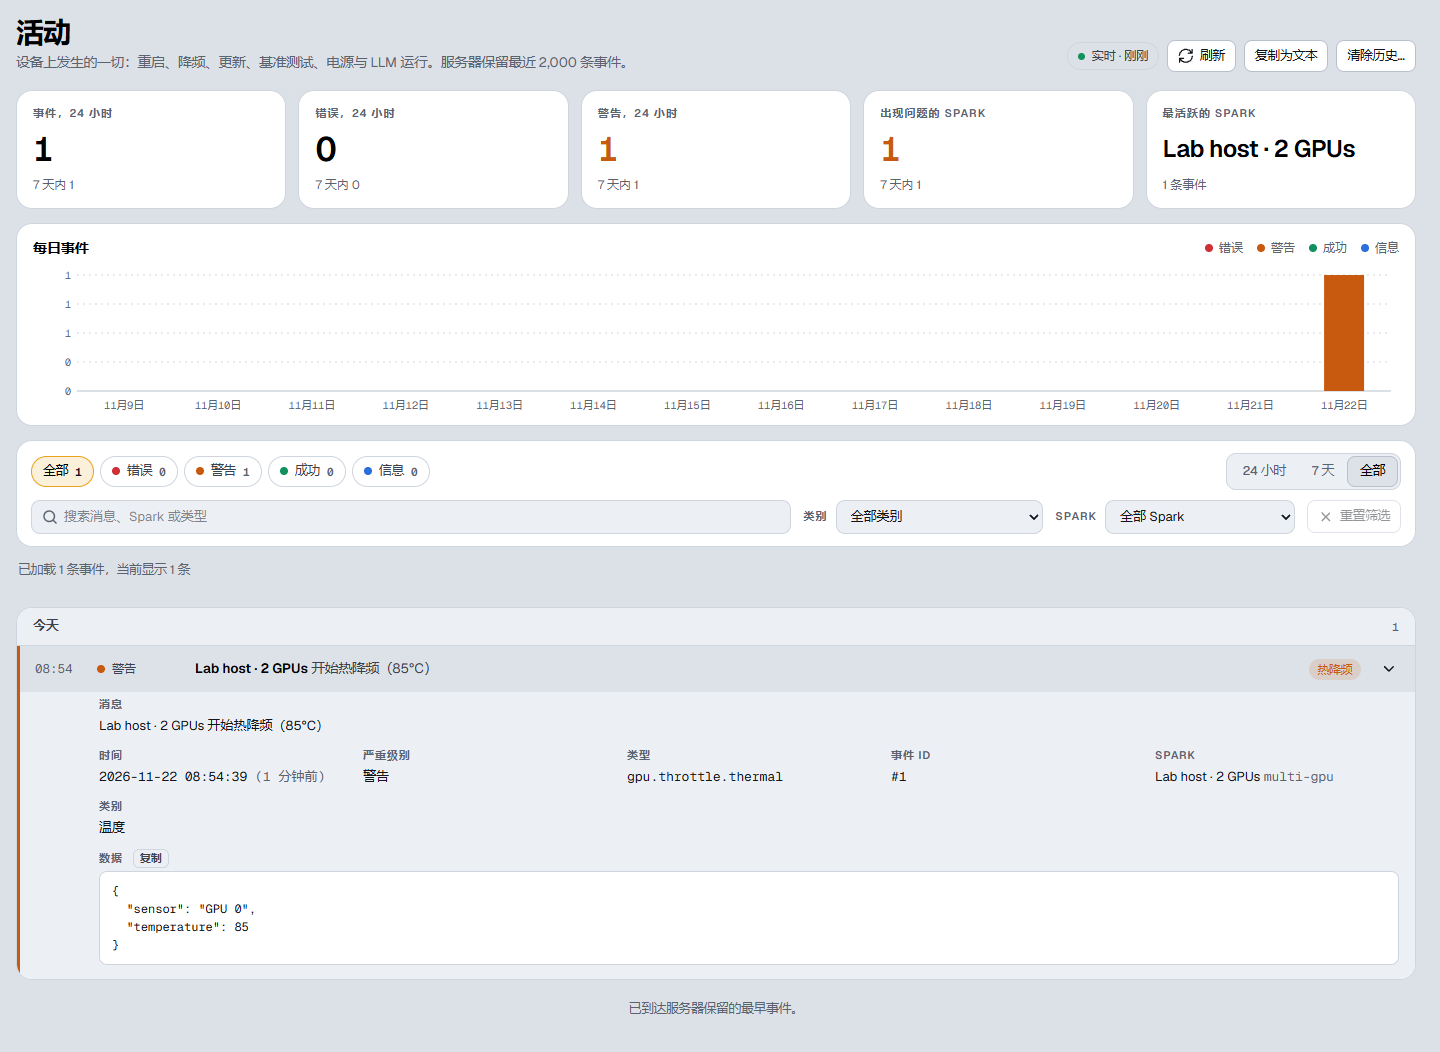 活动
设备上发生的一切：重启、降频、更新、基准测试、电源与 LLM 运行。服务器保留最近 2,000 条事件。
实时 · 刚刚
刷新
复制为文本
清除历史…
事件，24 小时
1
7 天内 1
错误，24 小时
0
7 天内 0
警告，24 小时
1
7 天内 1
出现问题的 SPARK
1
7 天内 1
最活跃的 SPARK
Lab host · 2 GPUs
1 条事件
每日事件
错误 警告 成功 信息
1
1
1
0
0
11月9日 11月10日 11月11日 11月12日 11月13日 11月14日 11月15日 11月16日 11月17日 11月18日 11月19日 11月20日 11月21日 11月22日
全部 1 错误 0 警告 1 成功 0 信息 0
24 小时 7 天 全部
搜索消息、Spark 或类型
类别 全部类别
SPARK 全部 Spark
重置筛选
已加载 1 条事件，当前显示 1 条
今天 1
08:54 警告 Lab host · 2 GPUs 开始热降频（85°C） 热降频
消息
Lab host · 2 GPUs 开始热降频（85°C）
时间
2026-11-22 08:54:39 (1 分钟前)
严重级别
警告
类型
gpu.throttle.thermal
事件 ID
#1
SPARK
Lab host · 2 GPUs multi-gpu
类别
温度
数据 复制
{
"sensor": "GPU 0",
"temperature": 85
}
已到达服务器保留的最早事件。